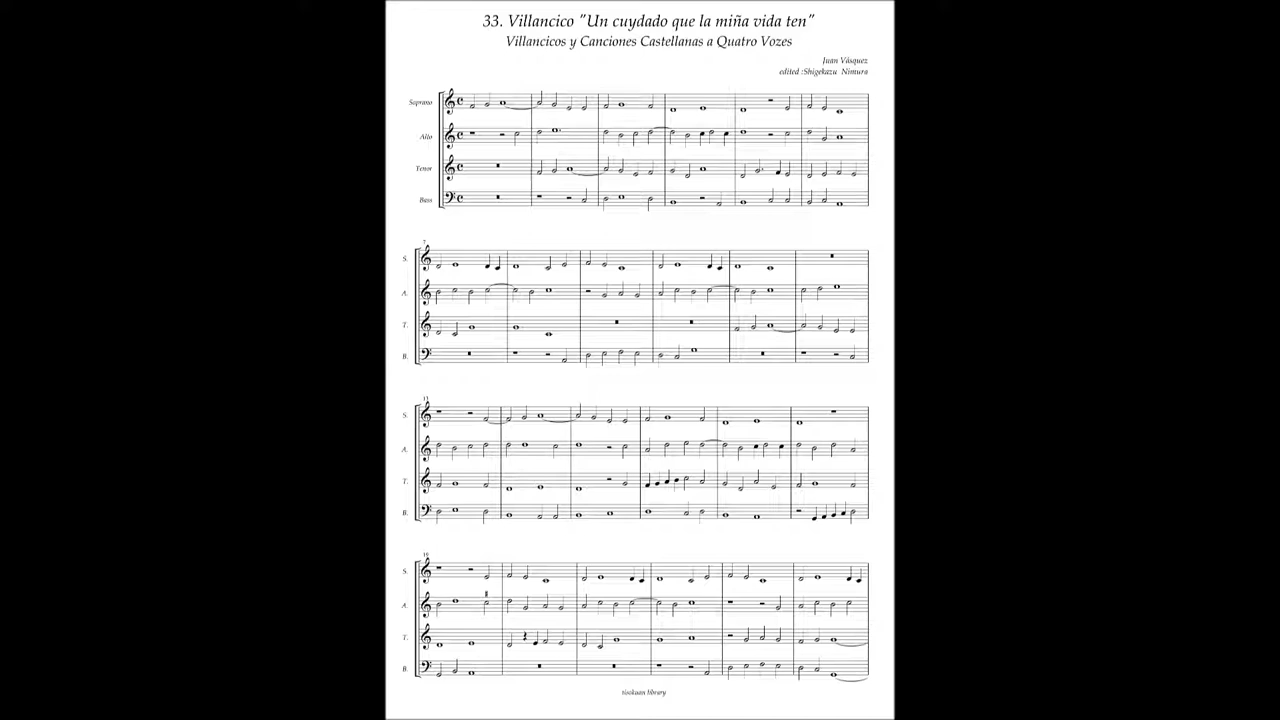 33. Villancico "Un cuydado que la miña vida ten"
Villancicos y Canciones Castellanas a Quatro Vozes
Juan Vásquez
edited :Shigekazu Nimura
Soprano
Alto
Tenor
Bass
7
S.
A.
T.
B.
13
S.
A.
T.
B.
19
S.
A.
T.
B.
tisokuan library